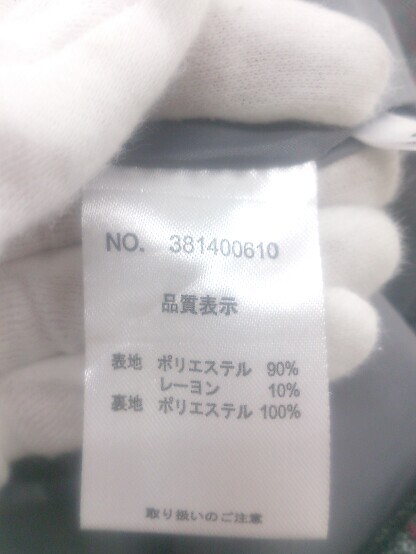 NO. 381400610
品質表示
表地 ポリエステル 90%
レーヨン 10%
裏地 ポリエステル 100%
取り扱いのご注意